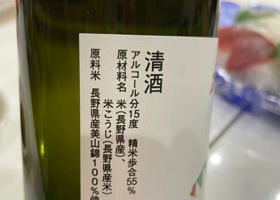 清酒
アルコール分15度 精米歩合55%
原材料名 米(長野県産)、
米こうじ(長野県産米)
原料米 長野県産美山錦100%使